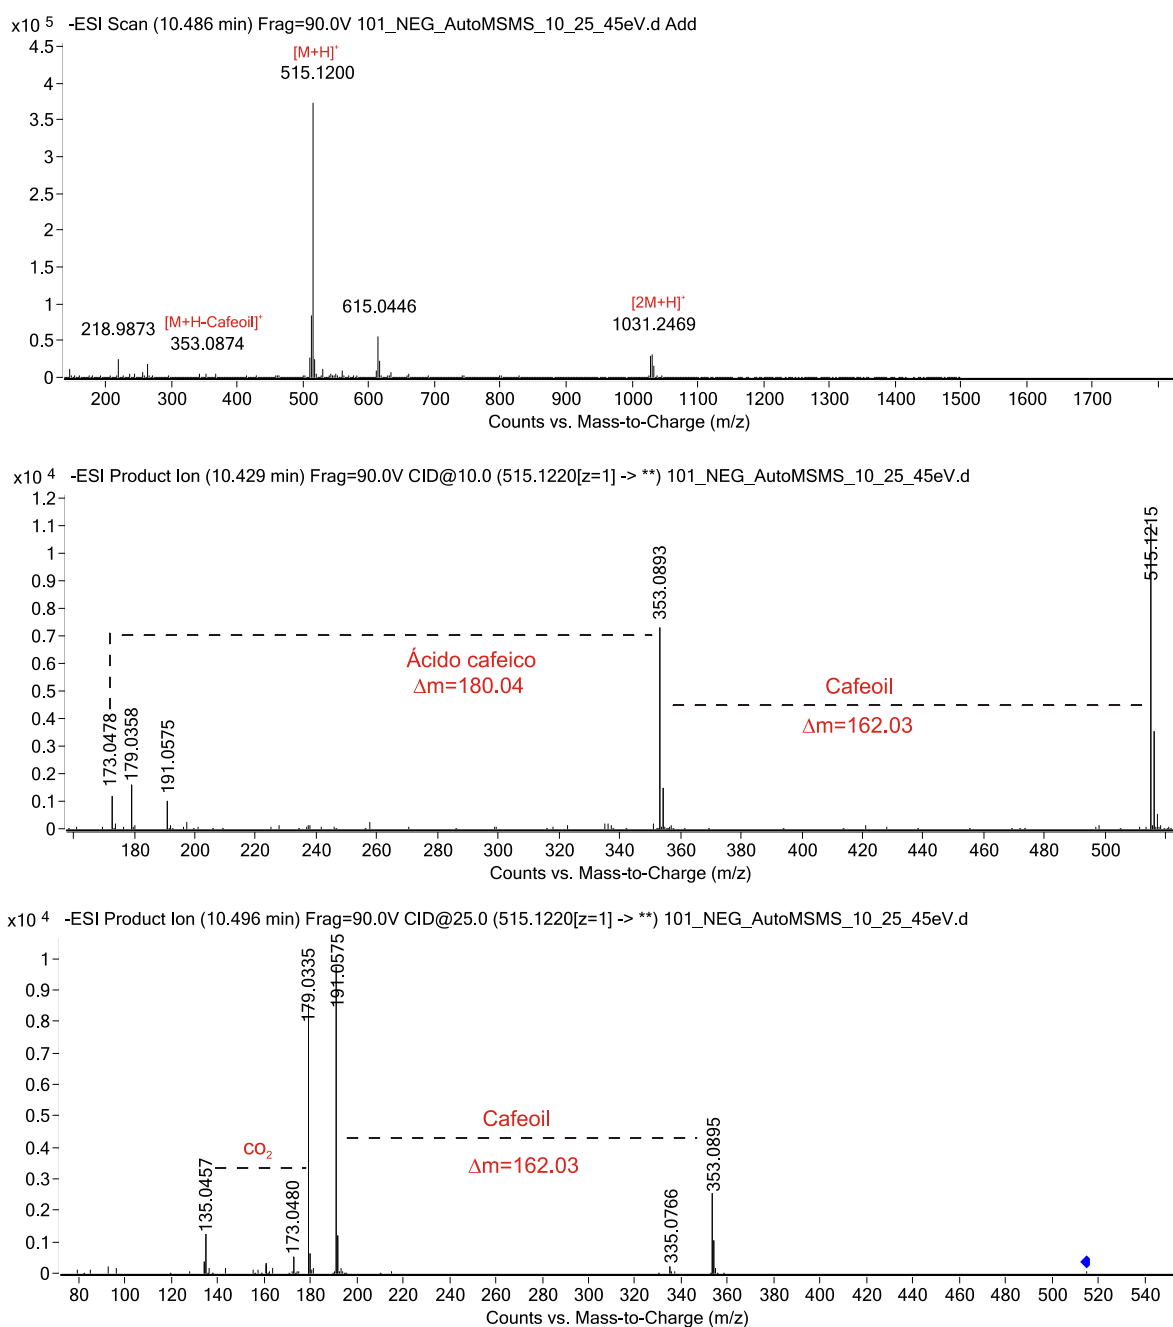 x10 5 -ESI Scan (10.486 min) Frag=90.0V 101_NEG_AutoMSMS_10_25_45eV.d Add
4.5
4
3.5
3
2.5
2
1.5
1
0.5
0
[M+H]⁺
515.1200
218.9873
[M+H-Cafeoil]⁺
353.0874
615.0446
[2M+H]⁺
1031.2469
200 300 400 500 600 700 800 900 1000 1100 1200 1300 1400 1500 1600 1700
Counts vs. Mass-to-Charge (m/z)
x10 4 -ESI Product Ion (10.429 min) Frag=90.0V CID@10.0 (515.1220[z=1] -> **) 101_NEG_AutoMSMS_10_25_45eV.d
1.2
1.1
1
0.9
0.8
0.7
0.6
0.5
0.4
0.3
0.2
0.1
0
173.0478
179.0358
191.0575
Ácido cafeico
Δm=180.04
353.0893
Cafeoil
Δm=162.03
515.1215
180 200 220 240 260 280 300 320 340 360 380 400 420 440 460 480 500
Counts vs. Mass-to-Charge (m/z)
x10 4 -ESI Product Ion (10.496 min) Frag=90.0V CID@25.0 (515.1220[z=1] -> **) 101_NEG_AutoMSMS_10_25_45eV.d
1
0.9
0.8
0.7
0.6
0.5
0.4
0.3
0.2
0.1
0
135.0457
CO₂
173.0480
179.0335
191.0575
Cafeoil
Δm=162.03
335.0766
353.0895
80 100 120 140 160 180 200 220 240 260 280 300 320 340 360 380 400 420 440 460 480 500 520 540
Counts vs. Mass-to-Charge (m/z)